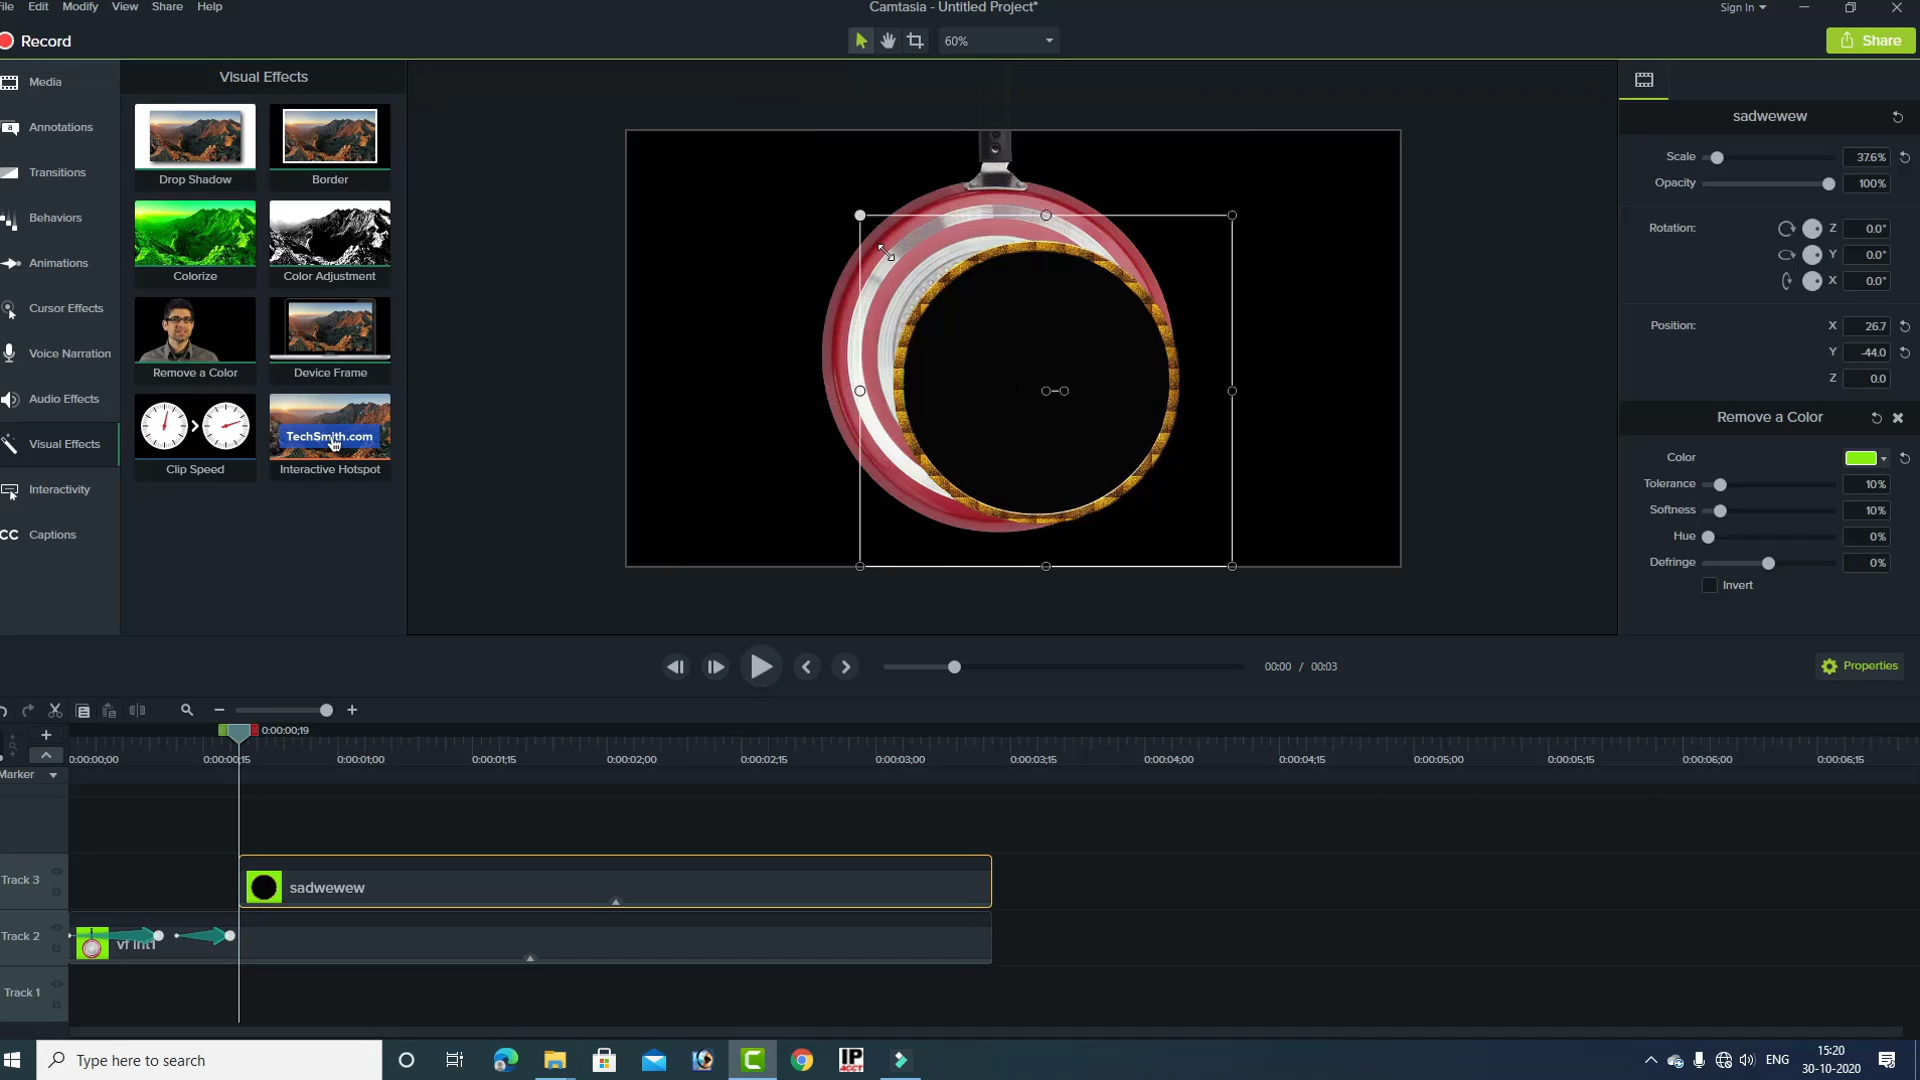 File Edit Modify View Share Help
Camtasia - Untitled Project*
Sign In
Record
60%
Share
Media
Annotations
Transitions
Behaviors
Animations
Cursor Effects
Voice Narration
Audio Effects
Visual Effects
Interactivity
CC Captions
Visual Effects
Drop Shadow
Border
Colorize
Color Adjustment
Remove a Color
Device Frame
Clip Speed
TechSmith.com
Interactive Hotspot
sadwewew
Scale 37.6%
Opacity 100%
Rotation: Z 0.0°
Y 0.0°
X 0.0°
Position: X 26.7
Y -44.0
Z 0.0
Remove a Color
Color
Tolerance 10%
Softness 10%
Hue 0%
Defringe 0%
Invert
00:00 / 00:03
Properties
0:00:00;19
0:00:00;00 0:00:00;15 0:00:01;00 0:00:01;15 0:00:02;00 0:00:02;15 0:00:03;00 0:00:03;15 0:00:04;00 0:00:04;15 0:00:05;00 0:00:05;15 0:00:06;00 0:00:06;15
Marker
Track 3
sadwewew
Track 2
vf int1
Track 1
Type here to search
IP
ACCT
ENG
15:20
30-10-2020